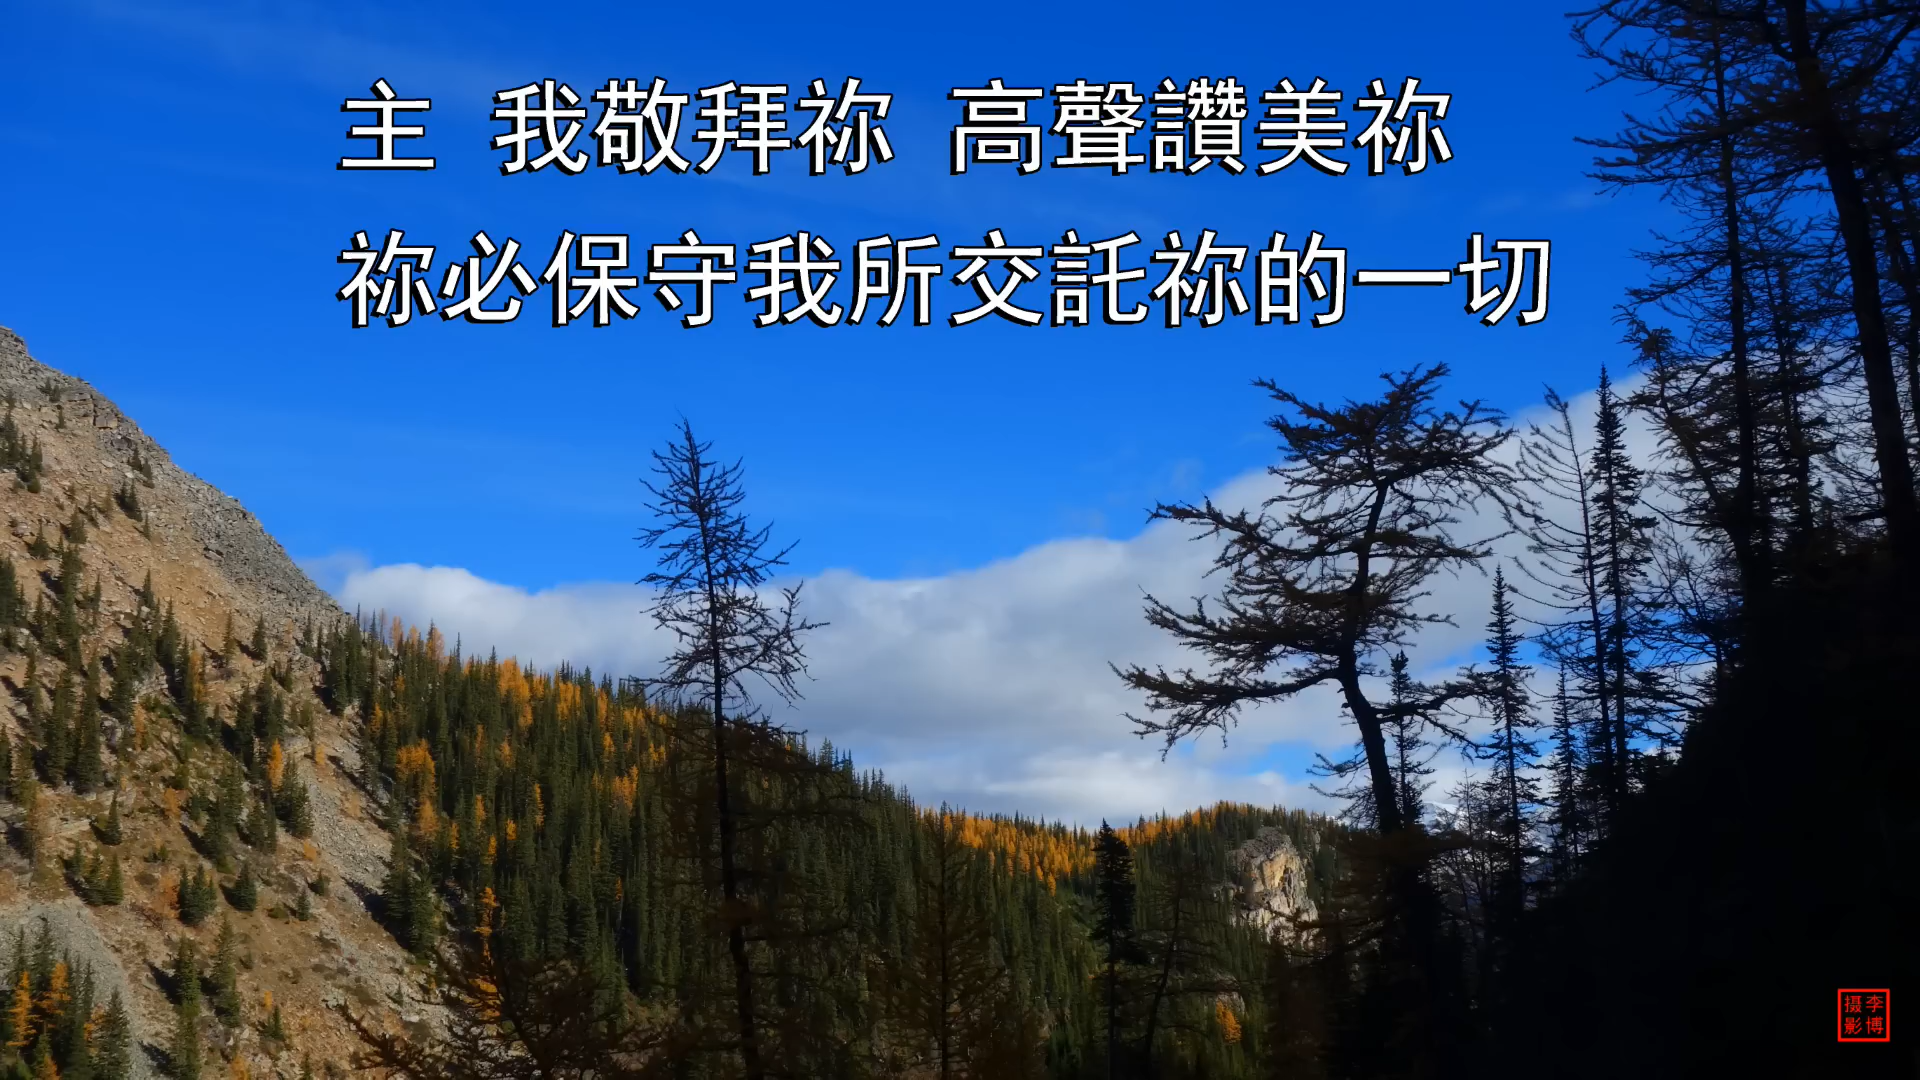 主 我敬拜祢 高聲讚美祢
祢必保守我所交託祢的一切
李博
摄影